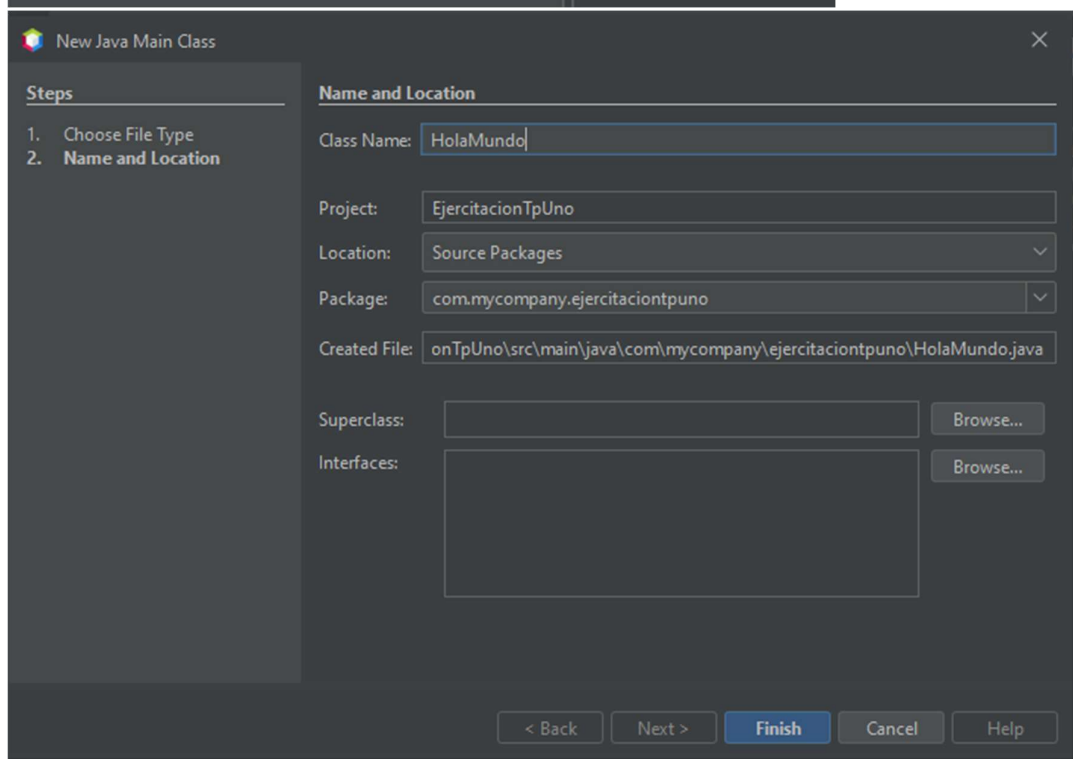 New Java Main Class
Steps
1. Choose File Type
2. Name and Location
Name and Location
Class Name: HolaMundo
Project: EjercitacionTpUno
Location: Source Packages
Package: com.mycompany.ejercitaciontpuno
Created File: onTpUno\src\main\java\com\mycompany\ejercitaciontpuno\HolaMundo.java
Superclass: Browse...
Interfaces: Browse...
< Back Next > Finish Cancel Help